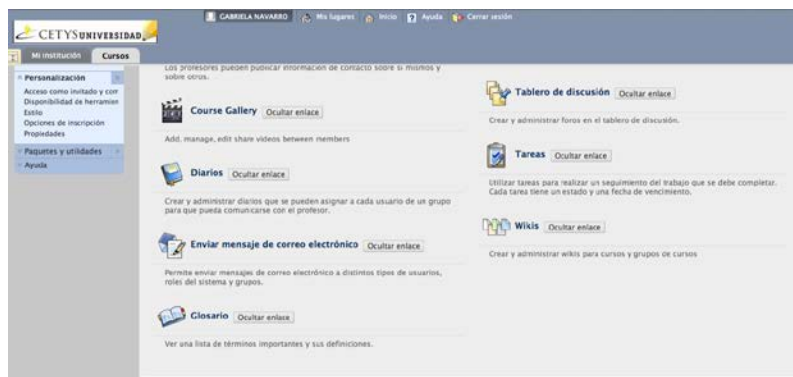 GABRIELA NAVARRO Mis lugares Inicio Ayuda Cerrar sesión
CETYS UNIVERSIDAD
Mi institución Cursos
Personalización
Acceso como invitado y com
Disponibilidad de herramien
Estilo
Opciones de inscripción
Propiedades
Paquetes y utilidades
Ayuda
Los profesores pueden publicar información de contacto sobre sí mismos y
sobre otros.
Course Gallery Ocultar enlace
Add, manage, edit share videos between members
Diarios Ocultar enlace
Crear y administrar diarios que se pueden asignar a cada usuario de un grupo
para que pueda comunicarse con el profesor.
Enviar mensaje de correo electrónico Ocultar enlace
Permite enviar mensajes de correo electrónico a distintos tipos de usuarios,
roles del sistema y grupos.
Glosario Ocultar enlace
Ver una lista de términos importantes y sus definiciones.
Tablero de discusión Ocultar enlace
Crear y administrar foros en el tablero de discusión.
Tareas Ocultar enlace
Utilizar tareas para realizar un seguimiento del trabajo que se debe completar.
Cada tarea tiene un estado y una fecha de vencimiento.
Wikis Ocultar enlace
Crear y administrar wikis para cursos y grupos de cursos